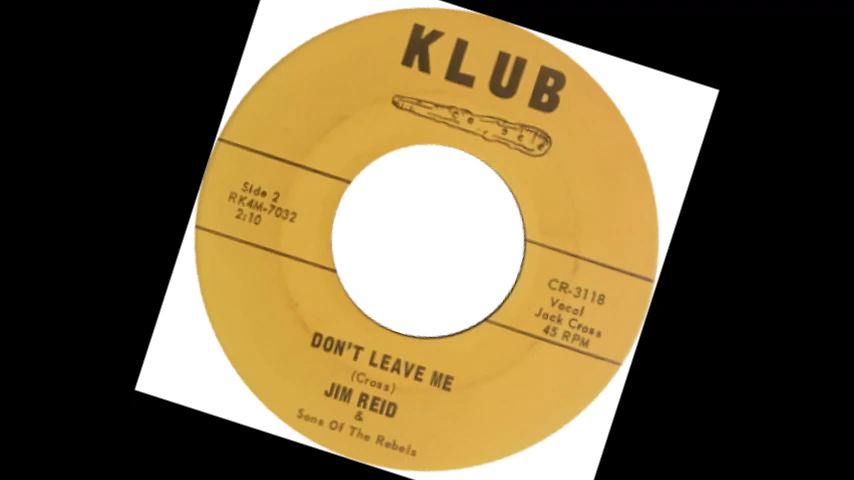 KLUB
Side 2
RK4M-7032
2:10
CR-3118
Vocal
Jack Cross
45 RPM
DON'T LEAVE ME
(Cross)
JIM REID
&
Sons Of The Rebels